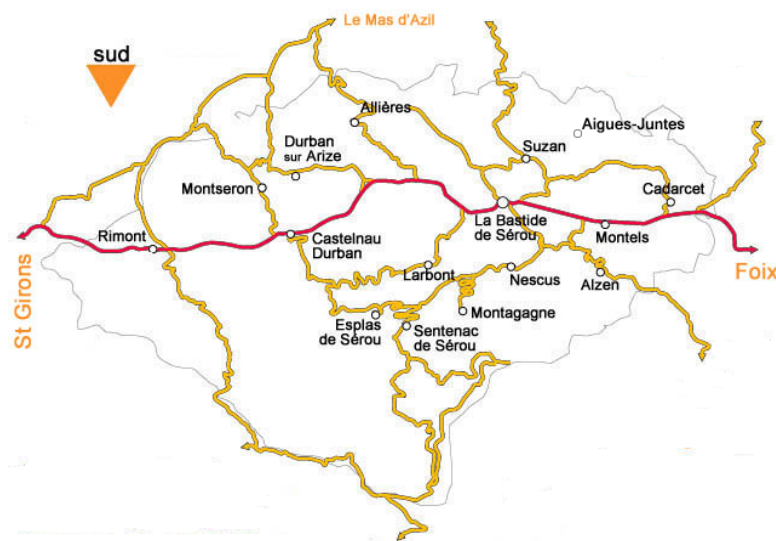 Le Mas d'Azil
sud
Allières
Aigues-Juntes
Durban
sur Arize
Suzan
Montseron
Cadarcet
La Bastide
de Sérou
Rimont
Castelnau
Durban
Montels
St Girons
Foix
Larbont
Nescus
Alzen
Esplas
de Sérou
Montagagne
Sentenac
de Sérou